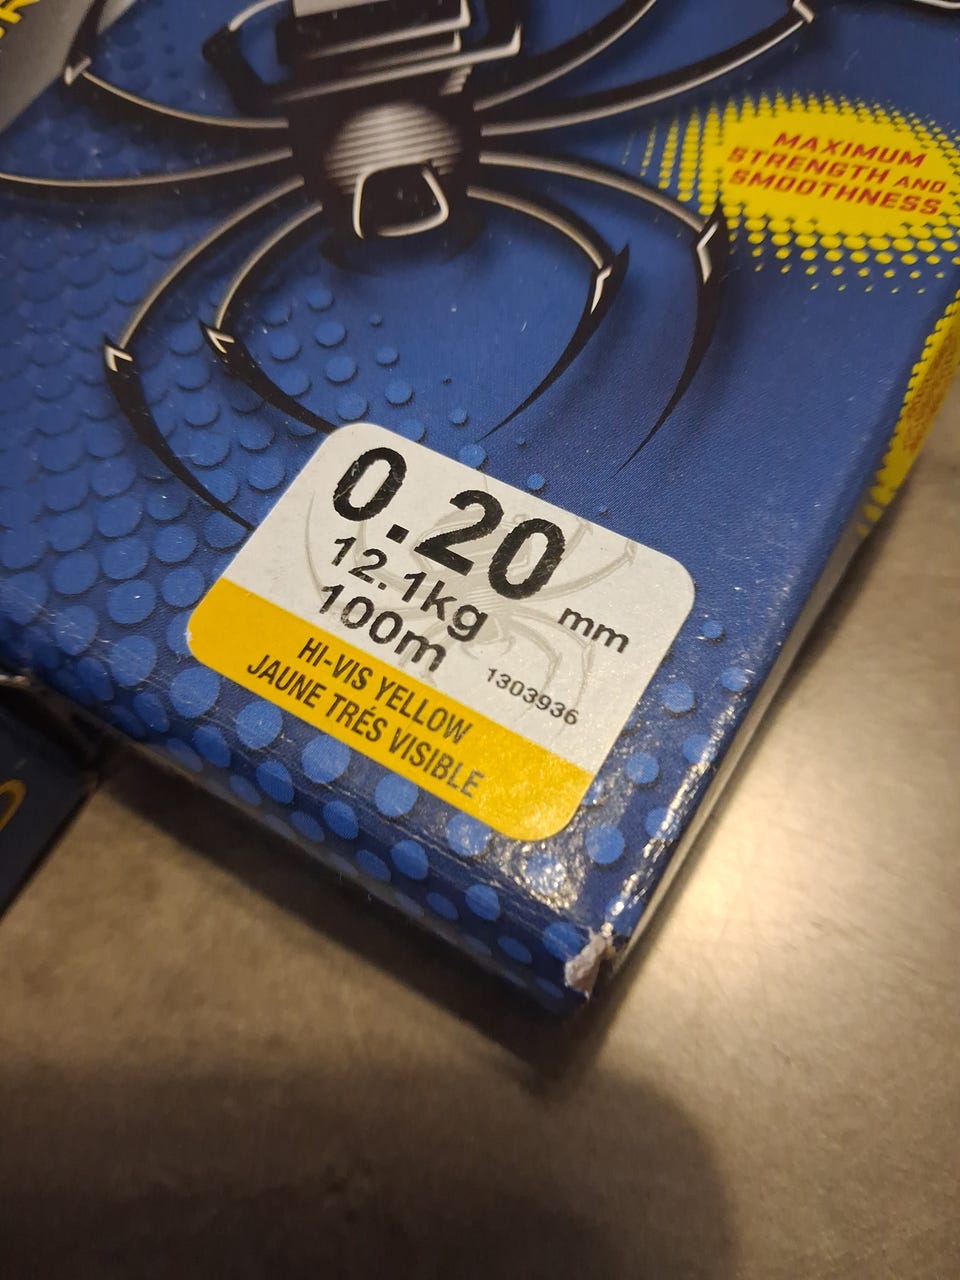 MAXIMUM
STRENGTH AND
SMOOTHNESS
0.20 mm
12.1kg
100m
1303936
HI-VIS YELLOW
JAUNE TRÉS VISIBLE